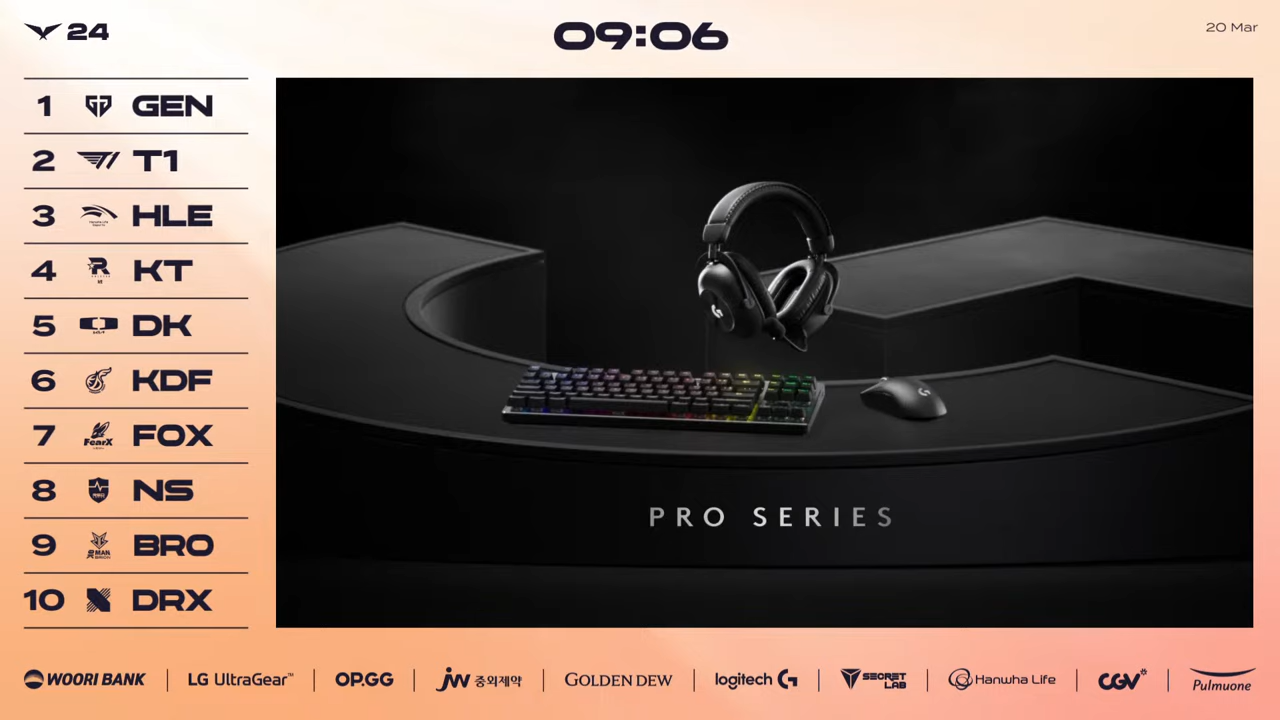 24
09:06
20 Mar
1 GEN
2 T1
3 HLE
4 KT
5 DK
6 KDF
7 FearX FOX
8 NS
9 BRO
10 DRX
PRO SERIES
WOORI BANK
LG UltraGear™
OP.GG
jw 중외제약
GOLDEN DEW
logitech G
SECRET LAB
Hanwha Life
CGV
Pulmuone